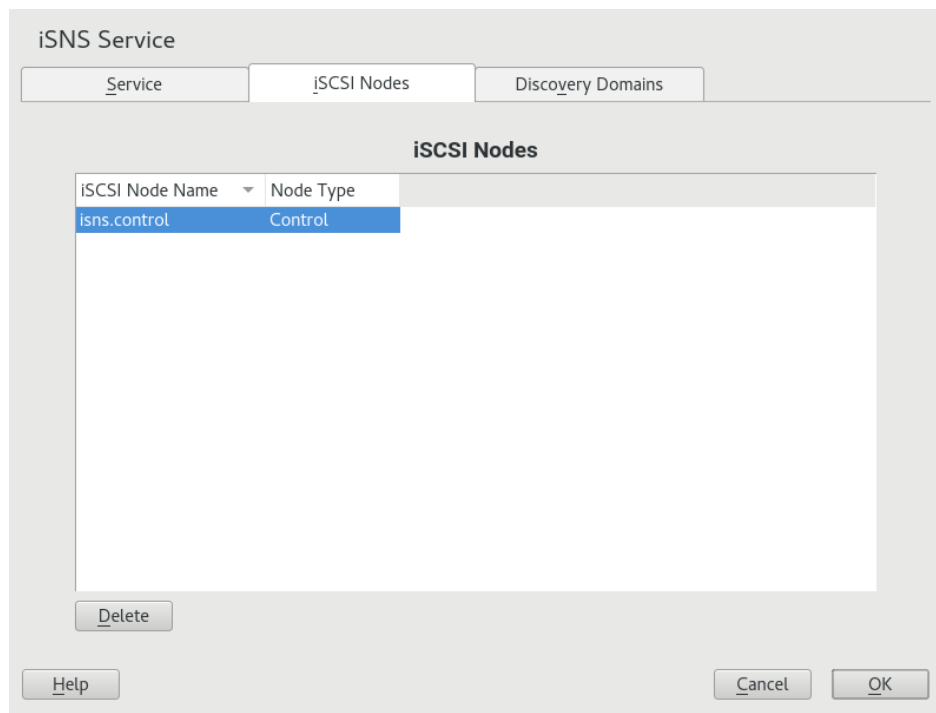 iSNS Service
Service
iSCSI Nodes
Discovery Domains
iSCSI Nodes
iSCSI Node Name Node Type
isns.control Control
Delete
Help
Cancel
OK